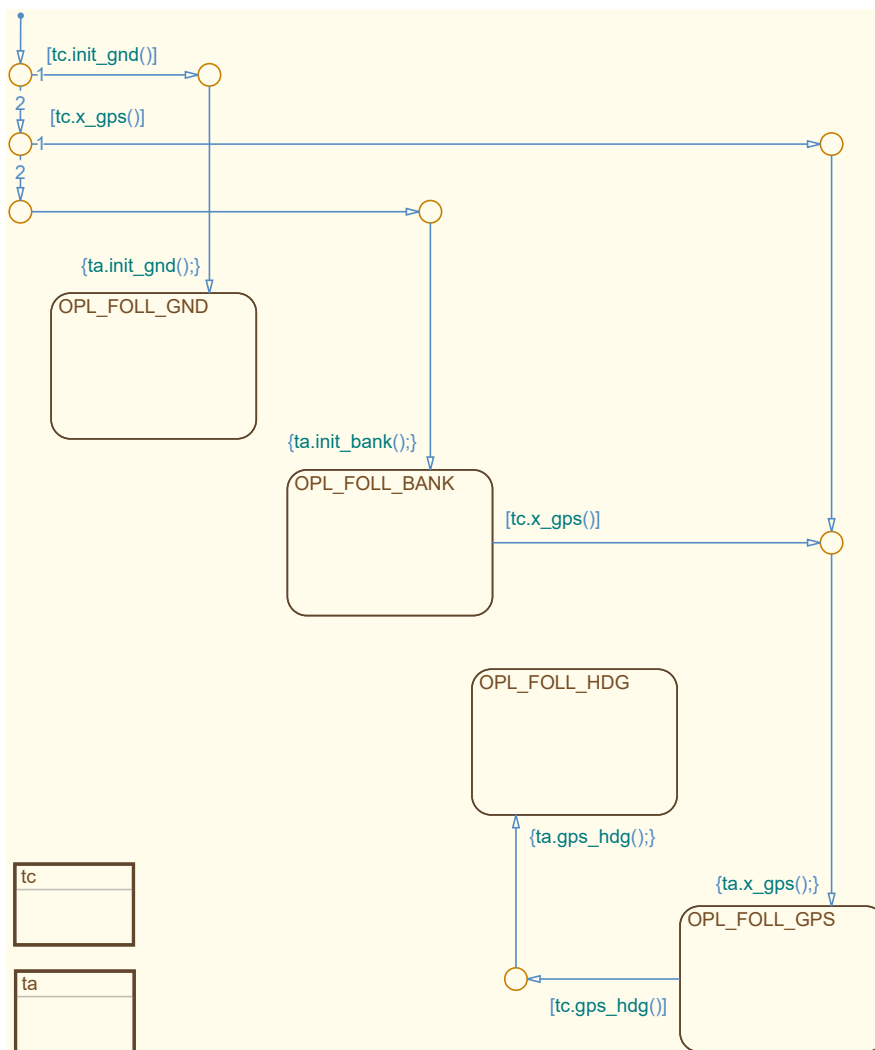 [tc.init_gnd()]
1
2
[tc.x_gps()]
1
2
{ta.init_gnd();}
OPL_FOLL_GND
{ta.init_bank();}
OPL_FOLL_BANK
[tc.x_gps()]
OPL_FOLL_HDG
{ta.gps_hdg();}
tc
{ta.x_gps();}
OPL_FOLL_GPS
ta
[tc.gps_hdg()]